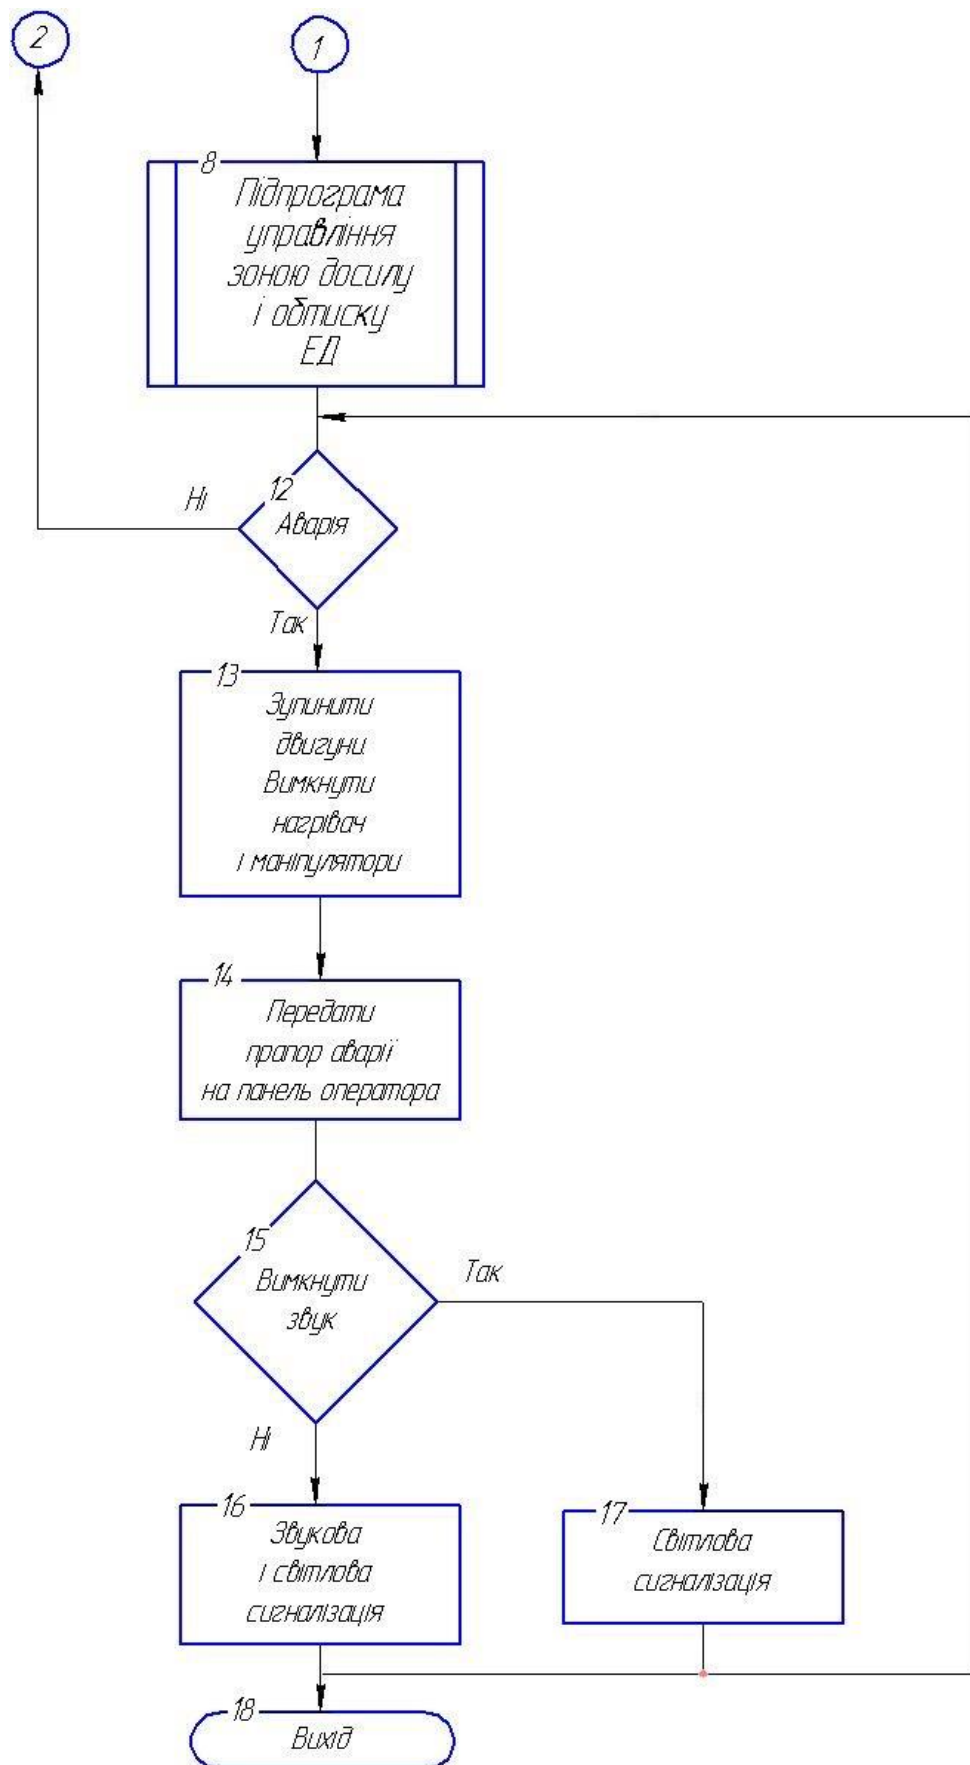 2
1
8
Підпрограма
управління
зоною досилу
і обтиску
ЕД
Ні
12
Аварія
Так
13
Зупинити
двигуни
Вимкнути
нагрівач
і маніпулятори
14
Передати
прапор аварії
на панель оператора
15
Вимкнути
звук
Так
Ні
16
Звукова
і світлова
сигналізація
17
Світлова
сигналізація
18
Вихід